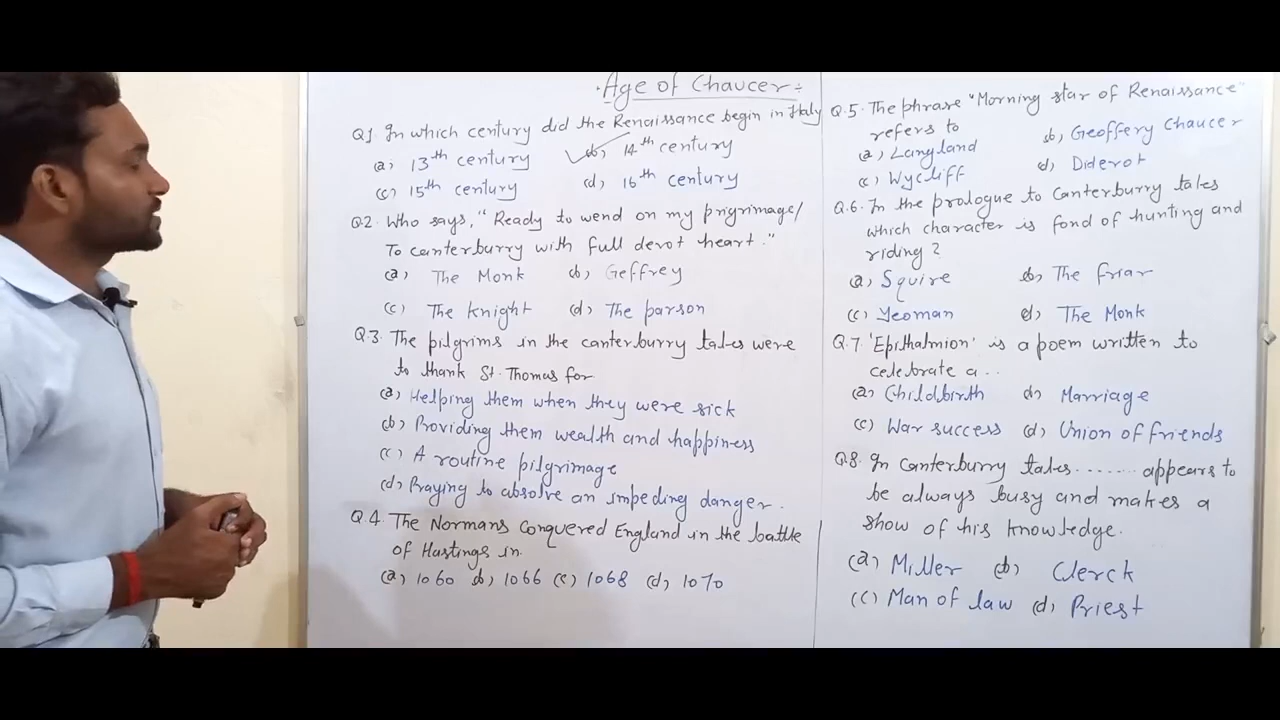 Age of Chaucer :-
Q1. In which century did the Renaissance begin in Italy
(a) 13th century (b) 14th century
(c) 15th century (d) 16th century
Q2. Who says, "Ready to wend on my prigrimage/
To canterburry with full devot heart."
(a) The Monk (b) Geffrey
(c) The Knight (d) The parson
Q3. The pilgrims in the canterburry tales were
to thank St. Thomas for
(a) Helping them when they were sick
(b) Providing them wealth and happiness
(c) A routine pilgrimage
(d) Praying to absolve an impeding danger.
Q.4. The Normans Conquered England in the battle
of Hastings in.
(a) 1060 (b) 1066 (c) 1068 (d) 1070
Q.5. The phrase "Morning star of Renaissance"
refers to
(a) Langland (b) Geoffery Chaucer
(c) Wycliff (d) Diderot
Q.6. In the prologue to Canterburry tales
which character is fond of hunting and
riding?
(a) Squire (b) The friar
(c) Yeoman (d) The Monk
Q.7. 'Epithalmion' is a poem written to
celebrate a..
(a) Childbirth (b) Marriage
(c) War success (d) Union of friends
Q.8. In Canterburry tales........ appears to
be always busy and makes a
show of his knowledge.
(a) Miller (b) Clerck
(c) Man of law (d) Priest